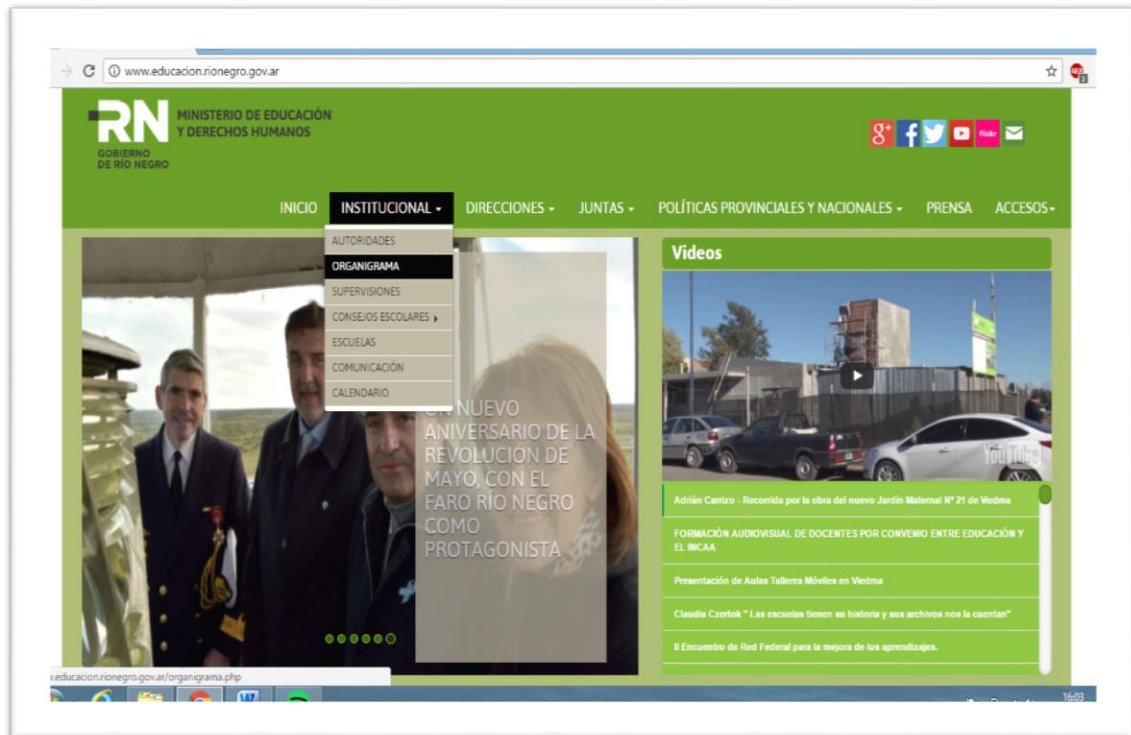 www.educacion.rionegro.gov.ar
RN
MINISTERIO DE EDUCACIÓN
Y DERECHOS HUMANOS
GOBIERNO
DE RÍO NEGRO
flickr
INICIO INSTITUCIONAL DIRECCIONES JUNTAS POLÍTICAS PROVINCIALES Y NACIONALES PRENSA ACCESOS
AUTORIDADES
ORGANIGRAMA
SUPERVISIONES
CONSEJOS ESCOLARES
ESCUELAS
COMUNICACIÓN
CALENDARIO
UN NUEVO
ANIVERSARIO DE LA
REVOLUCIÓN DE
MAYO, CON EL
FARO RÍO NEGRO
COMO
PROTAGONISTA
Videos
YouTube
Adrián Carrizo - Recorrida por la obra del nuevo Jardín Maternal Nº 21 de Viedma
FORMACIÓN AUDIOVISUAL DE DOCENTES POR CONVENIO ENTRE EDUCACIÓN Y
EL INCAA
Presentación de Aulas Talleres Móviles en Viedma
Claudia Czerlok " Las escuelas tienen su historia y sus archivos nos la cuentan"
II Encuentro de Red Federal para la mejora de los aprendizajes.
.educacion.rionegro.gov.ar/organigrama.php
16:03